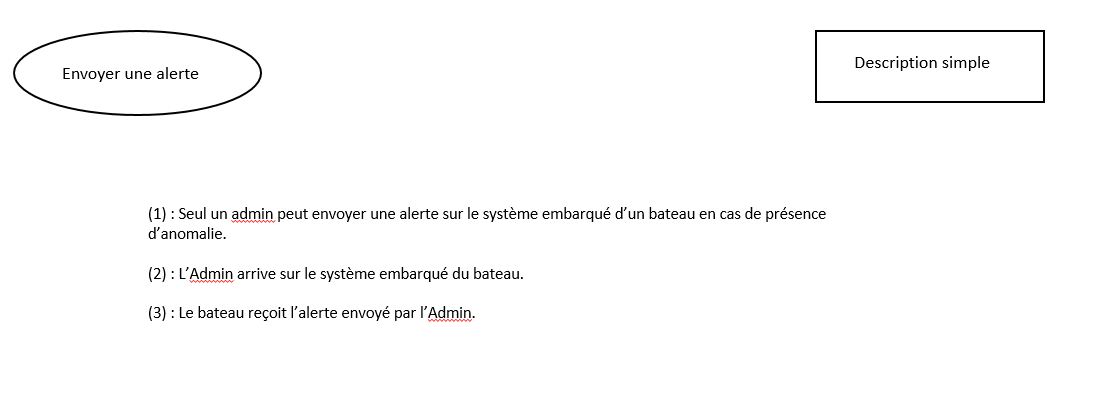 Envoyer une alerte
Description simple
(1) : Seul un admin peut envoyer une alerte sur le système embarqué d’un bateau en cas de présence
d’anomalie.
(2) : L’Admin arrive sur le système embarqué du bateau.
(3) : Le bateau reçoit l’alerte envoyé par l’Admin.